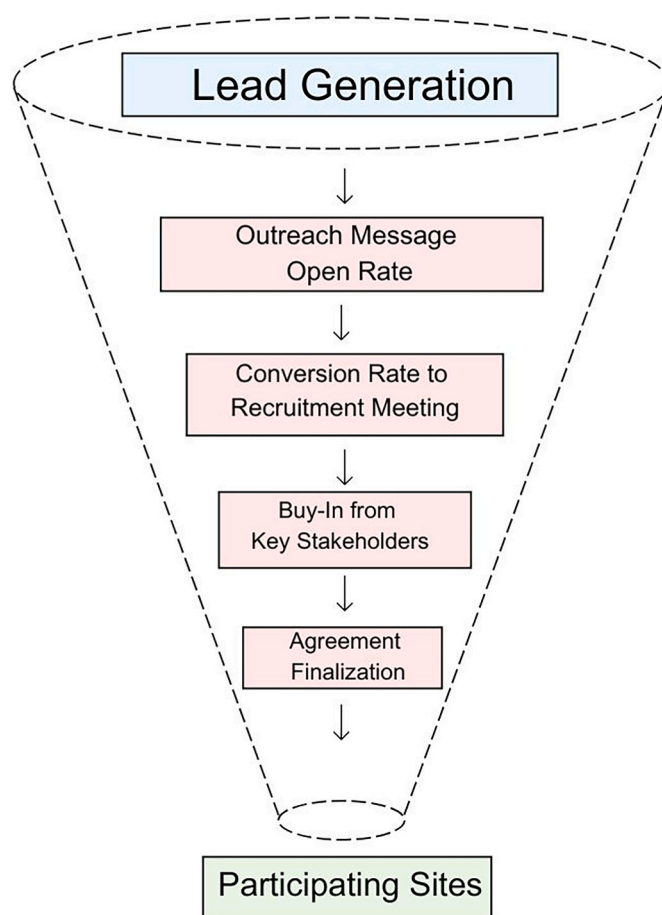 Lead Generation
Outreach Message
Open Rate
Conversion Rate to
Recruitment Meeting
Buy-In from
Key Stakeholders
Agreement
Finalization
Participating Sites